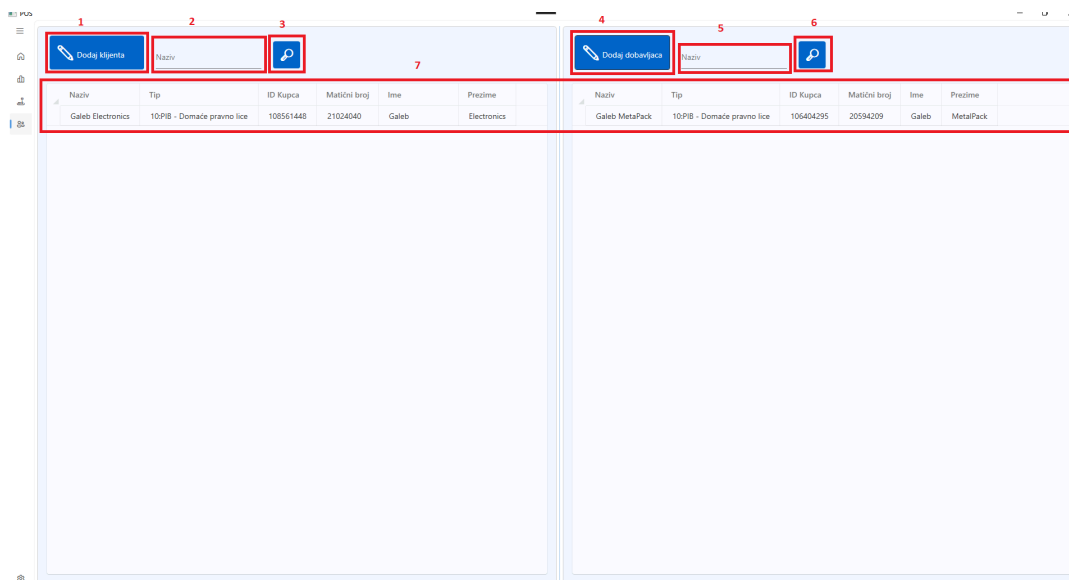 POS
1
2
3
4
5
6
7
Dodaj klijenta
Naziv
Naziv Tip ID Kupca Matični broj Ime Prezime
Galeb Electronics 10:PIB - Domaće pravno lice 108561448 21024040 Galeb Electronics
Dodaj dobavljaca
Naziv
Naziv Tip ID Kupca Matični broj Ime Prezime
Galeb MetaPack 10:PIB - Domaće pravno lice 106404295 20594209 Galeb MetalPack